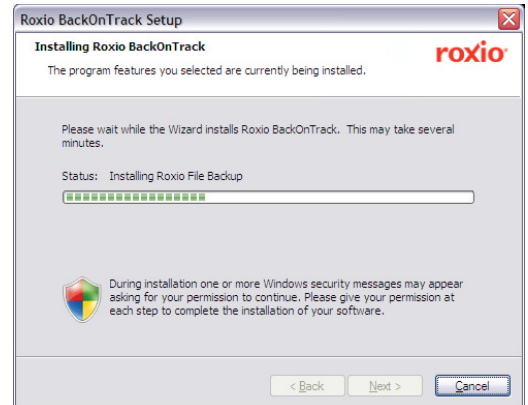 Roxio BackOnTrack Setup
Installing Roxio BackOnTrack
roxio
The program features you selected are currently being installed.
Please wait while the Wizard installs Roxio BackOnTrack. This may take several
minutes.
Status: Installing Roxio File Backup
During installation one or more Windows security messages may appear
asking for your permission to continue. Please give your permission at
each step to complete the installation of your software.
< Back Next > Cancel